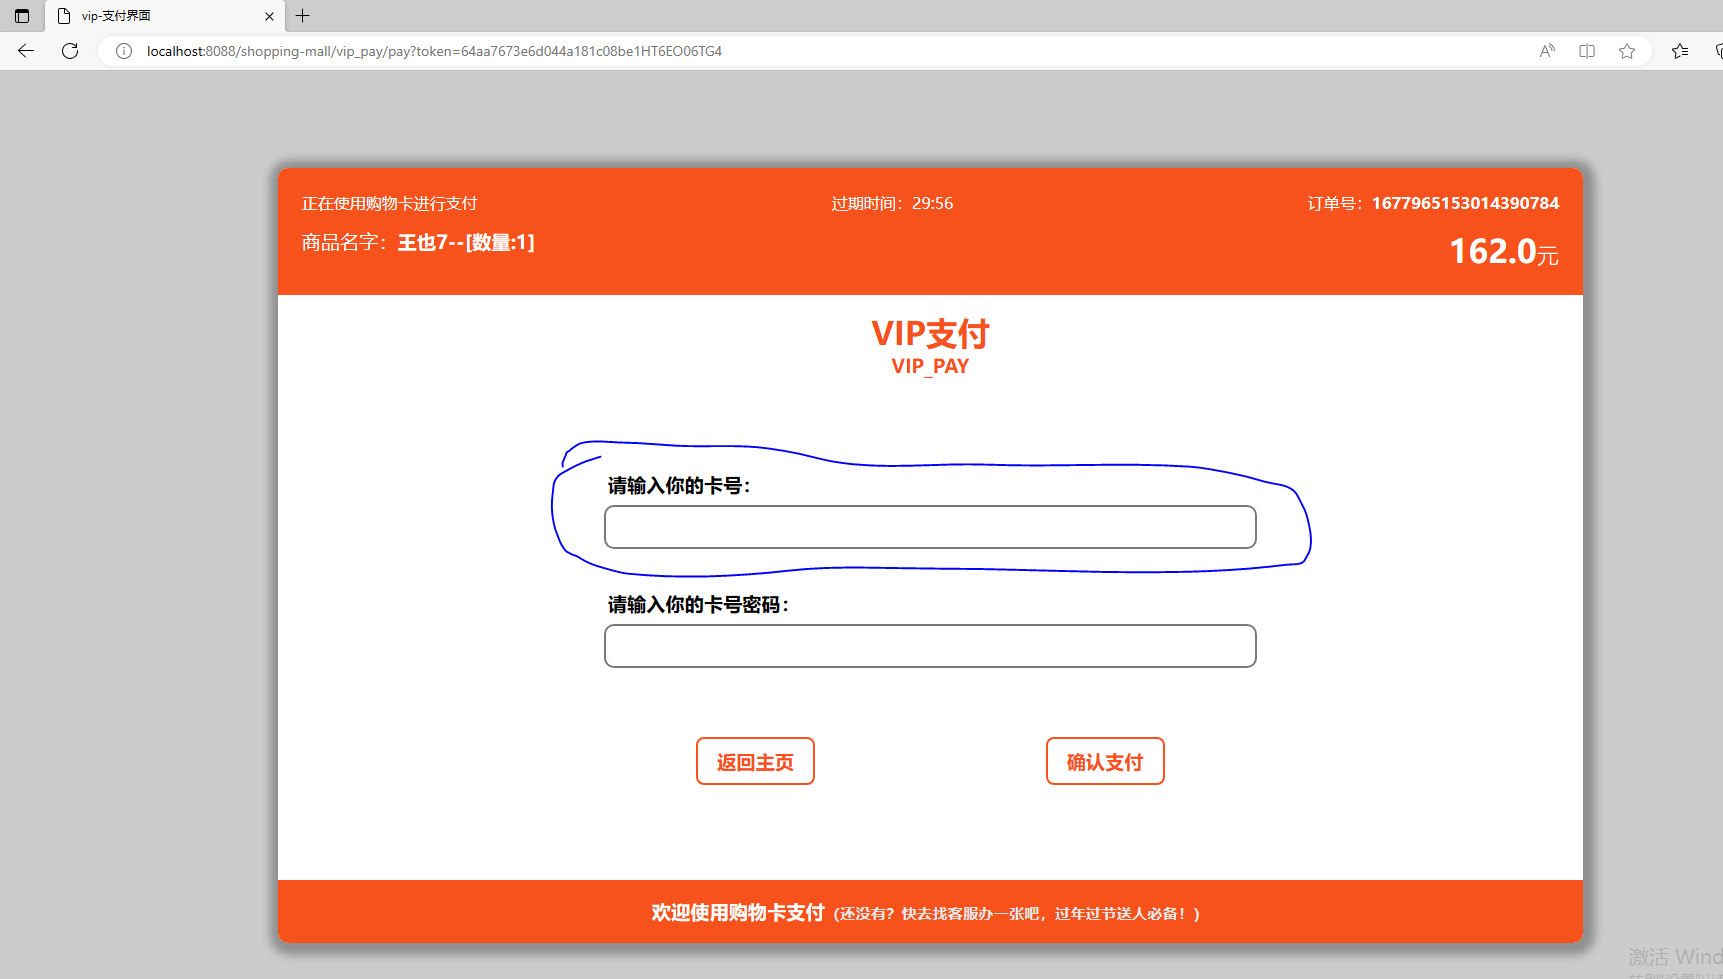 vip-支付界面
localhost:8088/shopping-mall/vip_pay/pay?token=64aa7673e6d044a181c08be1HT6EO06TG4
正在使用购物卡进行支付 过期时间：29:56 订单号：1677965153014390784
商品名字：王也7--[数量:1] 162.0元
VIP支付
VIP_PAY
请输入你的卡号：
请输入你的卡号密码：
返回主页 确认支付
欢迎使用购物卡支付（还没有？快去找客服办一张吧，过年过节送人必备！)
激活 Wind